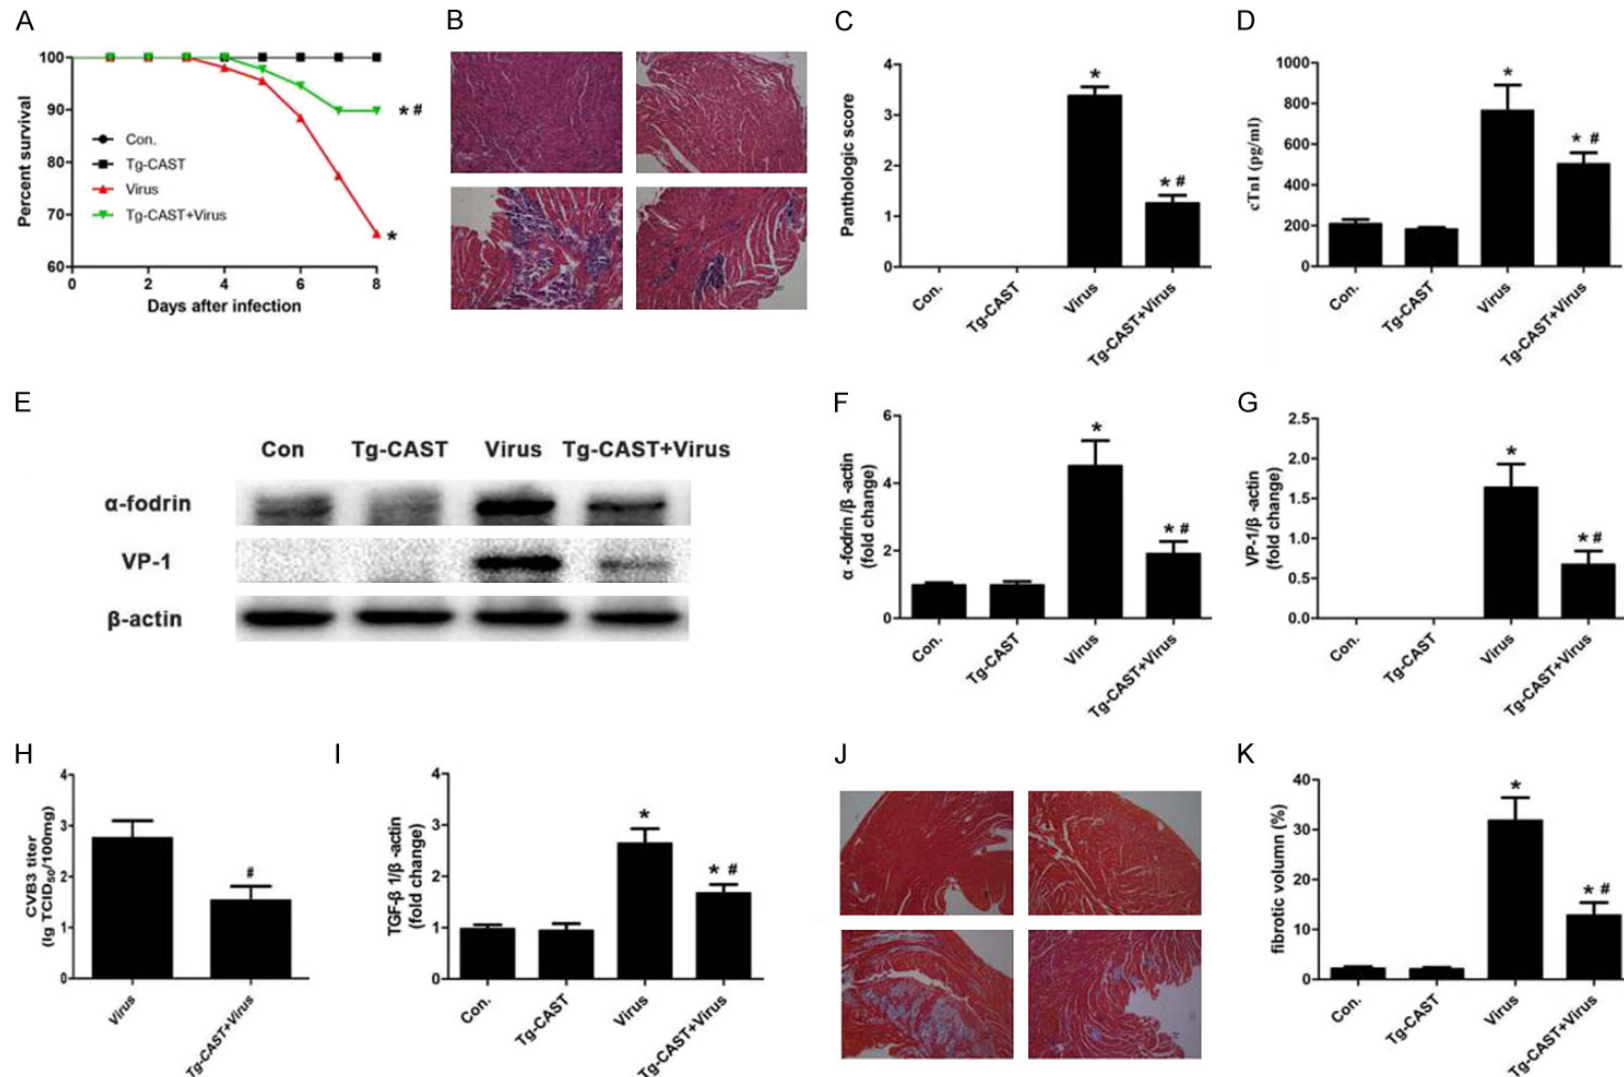 A
Percent survival
100
90
80
70
60
0
2
4
6
8
Days after infection
Con.
Tg-CAST
Virus
Tg-CAST+Virus
* #
*
B
C
Panthologic score
4
3
2
1
0
*
* #
Con.
Tg-CAST
Virus
Tg-CAST+Virus
D
cTnI (pg/ml)
1000
800
600
400
200
0
*
* #
Con.
Tg-CAST
Virus
Tg-CAST+Virus
E
Con Tg-CAST Virus Tg-CAST+Virus
α-fodrin
VP-1
β-actin
F
α -fodrin /β -actin
(fold change)
6
4
2
0
*
* #
Con.
Tg-CAST
Virus
Tg-CAST+Virus
G
VP-1/β -actin
(fold change)
2.5
2.0
1.5
1.0
0.5
0.0
*
* #
Con.
Tg-CAST
Virus
Tg-CAST+Virus
H
CVB3 titer
(lg TCID50/100mg)
4
3
2
1
0
#
Virus
Tg-CAST+Virus
I
TGF-β 1/β -actin
(fold change)
4
3
2
1
0
*
* #
Con.
Tg-CAST
Virus
Tg-CAST+Virus
J
K
fibrotic volumn (%)
40
30
20
10
0
*
* #
Con.
Tg-CAST
Virus
Tg-CAST+Virus